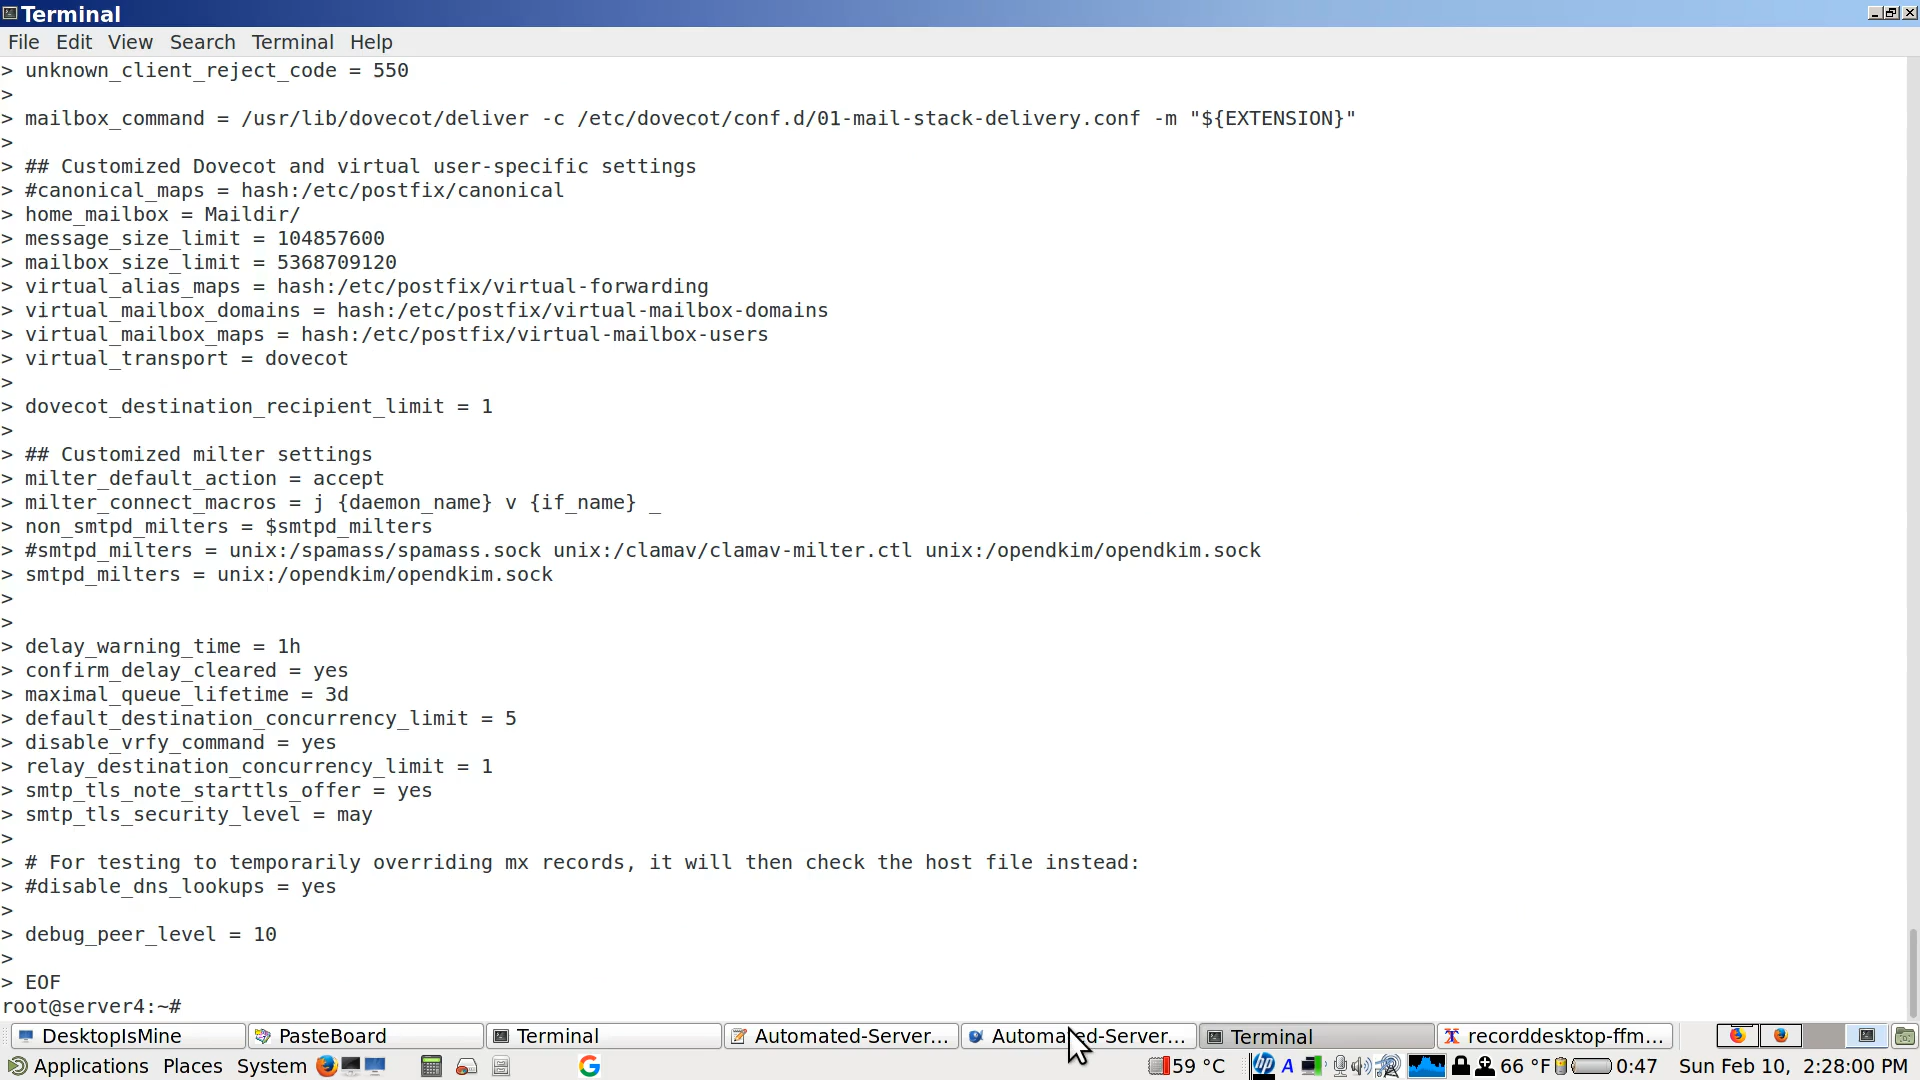 Terminal
File Edit View Search Terminal Help
> unknown_client_reject_code = 550
>
> mailbox_command = /usr/lib/dovecot/deliver -c /etc/dovecot/conf.d/01-mail-stack-delivery.conf -m "${EXTENSION}"
>
> ## Customized Dovecot and virtual user-specific settings
> #canonical_maps = hash:/etc/postfix/canonical
> home_mailbox = Maildir/
> message_size_limit = 104857600
> mailbox_size_limit = 5368709120
> virtual_alias_maps = hash:/etc/postfix/virtual-forwarding
> virtual_mailbox_domains = hash:/etc/postfix/virtual-mailbox-domains
> virtual_mailbox_maps = hash:/etc/postfix/virtual-mailbox-users
> virtual_transport = dovecot
>
> dovecot_destination_recipient_limit = 1
>
> ## Customized milter settings
> milter_default_action = accept
> milter_connect_macros = j {daemon_name} v {if_name} _
> non_smtpd_milters = $smtpd_milters
> #smtpd_milters = unix:/spamass/spamass.sock unix:/clamav/clamav-milter.ctl unix:/opendkim/opendkim.sock
> smtpd_milters = unix:/opendkim/opendkim.sock
>
>
> delay_warning_time = 1h
> confirm_delay_cleared = yes
> maximal_queue_lifetime = 3d
> default_destination_concurrency_limit = 5
> disable_vrfy_command = yes
> relay_destination_concurrency_limit = 1
> smtp_tls_note_starttls_offer = yes
> smtp_tls_security_level = may
>
> # For testing to temporarily overriding mx records, it will then check the host file instead:
> #disable_dns_lookups = yes
>
> debug_peer_level = 10
>
> EOF
root@server4:~#
DesktopIsMine PasteBoard Terminal Automated-Server... Automated-Server... Terminal recorddesktop-ffm...
Applications Places System G 59 °C hp A 66 °F 0:47 Sun Feb 10, 2:28:00 PM